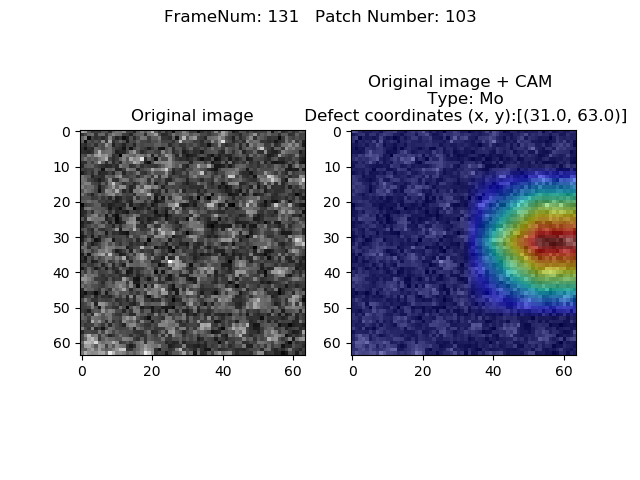 FrameNum: 131   Patch Number: 103
Original image
Original image + CAM
Type: Mo
Defect coordinates (x, y):[(31.0, 63.0)]
0
10
20
30
40
50
60
0 20 40 60
0
10
20
30
40
50
60
0 20 40 60